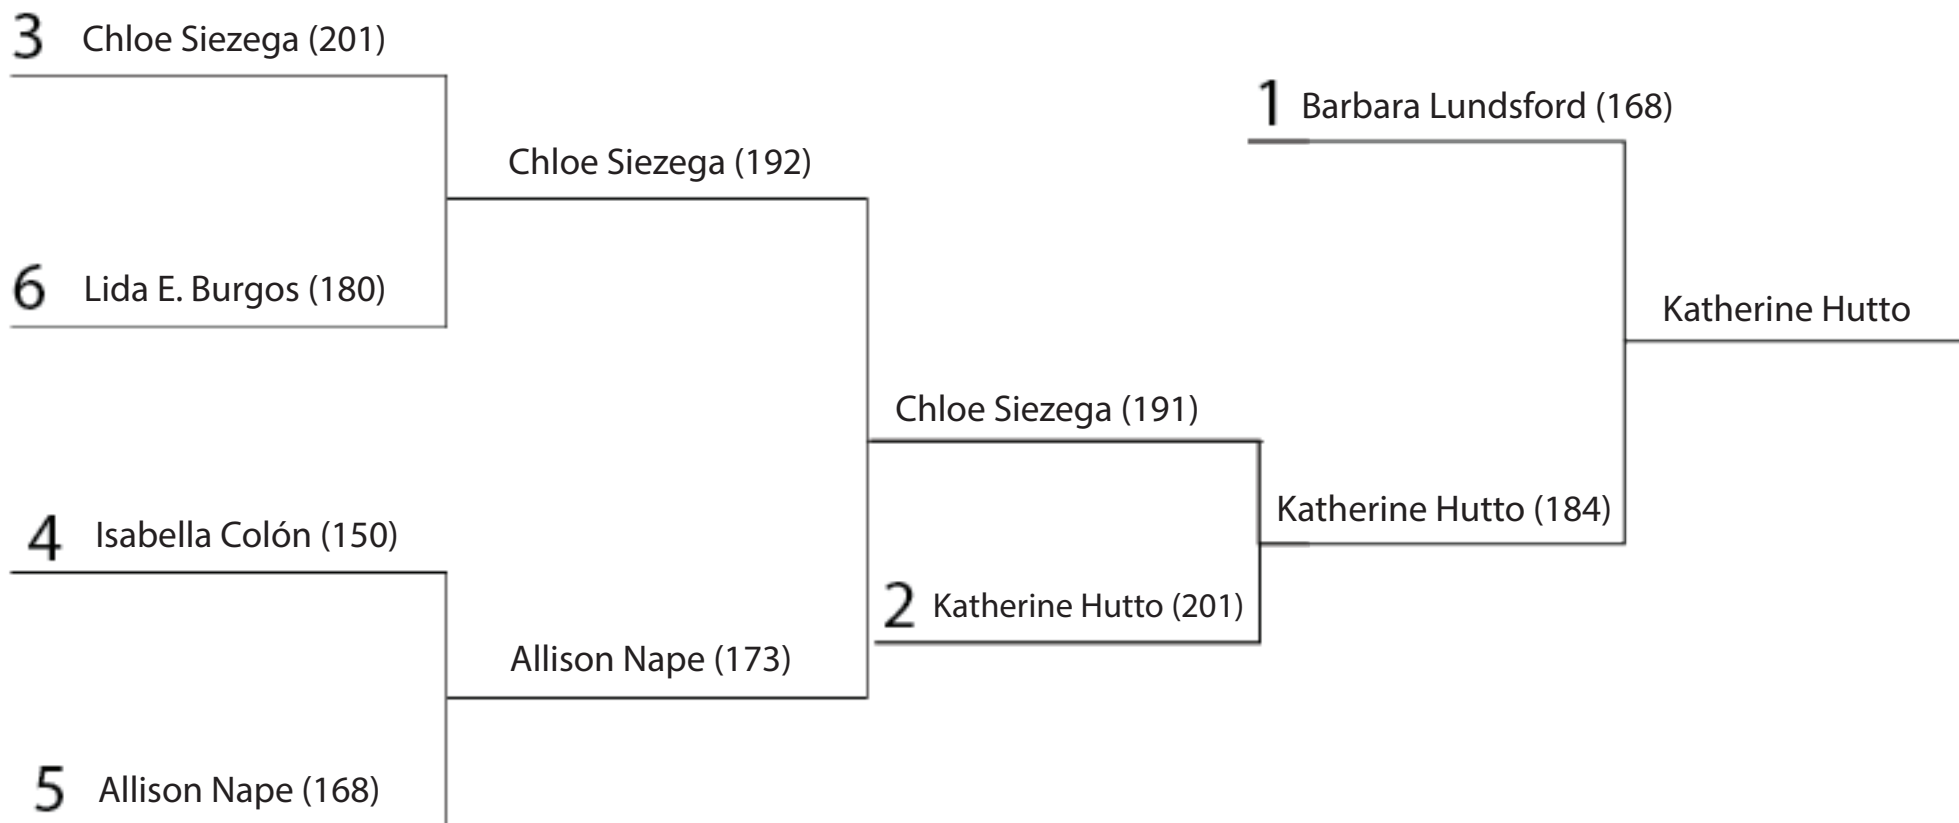 3 Chloe Siezega (201)
1 Barbara Lundsford (168)
Chloe Siezega (192)
6 Lida E. Burgos (180)
Katherine Hutto
Chloe Siezega (191)
Katherine Hutto (184)
4 Isabella Colón (150)
2 Katherine Hutto (201)
Allison Nape (173)
5 Allison Nape (168)